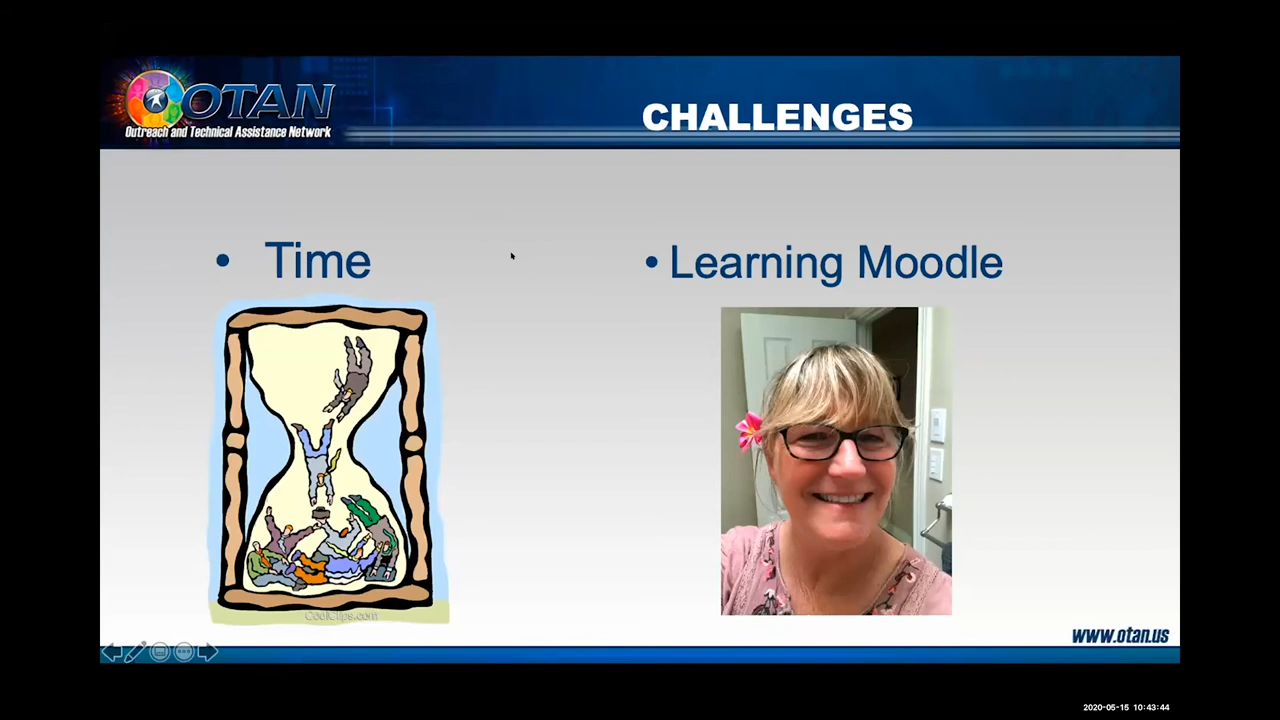 OTAN
Outreach and Technical Assistance Network
CHALLENGES
• Time
• Learning Moodle
CoolClips.com
www.otan.us
2020-05-15 10:43:44